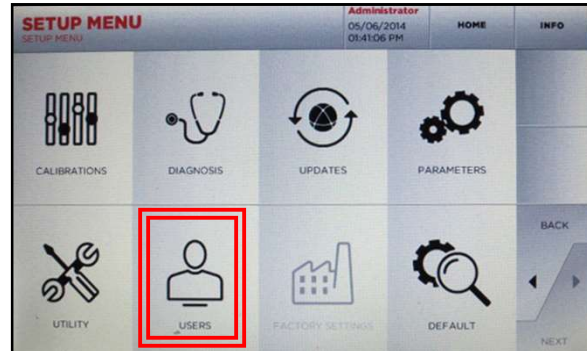 SETUP MENU
SETUP MENU
Administrator
05/06/2014
01:41:06 PM
HOME
INFO
CALIBRATIONS
DIAGNOSIS
UPDATES
PARAMETERS
BACK
UTILITY
USERS
FACTORY SETTINGS
DEFAULT
NEXT